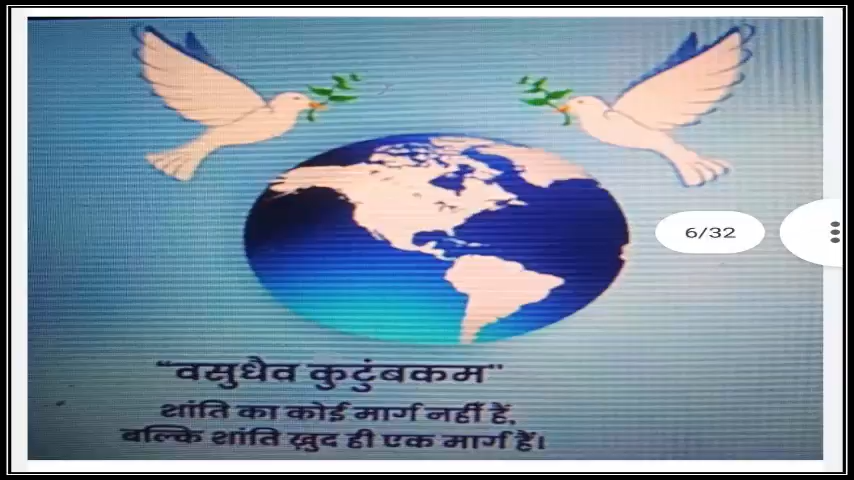 6/32
“वसुधैव कुटुंबकम"
शांति का कोई मार्ग नहीं हैं,
बल्कि शांति ख़ुद ही एक मार्ग हैं।